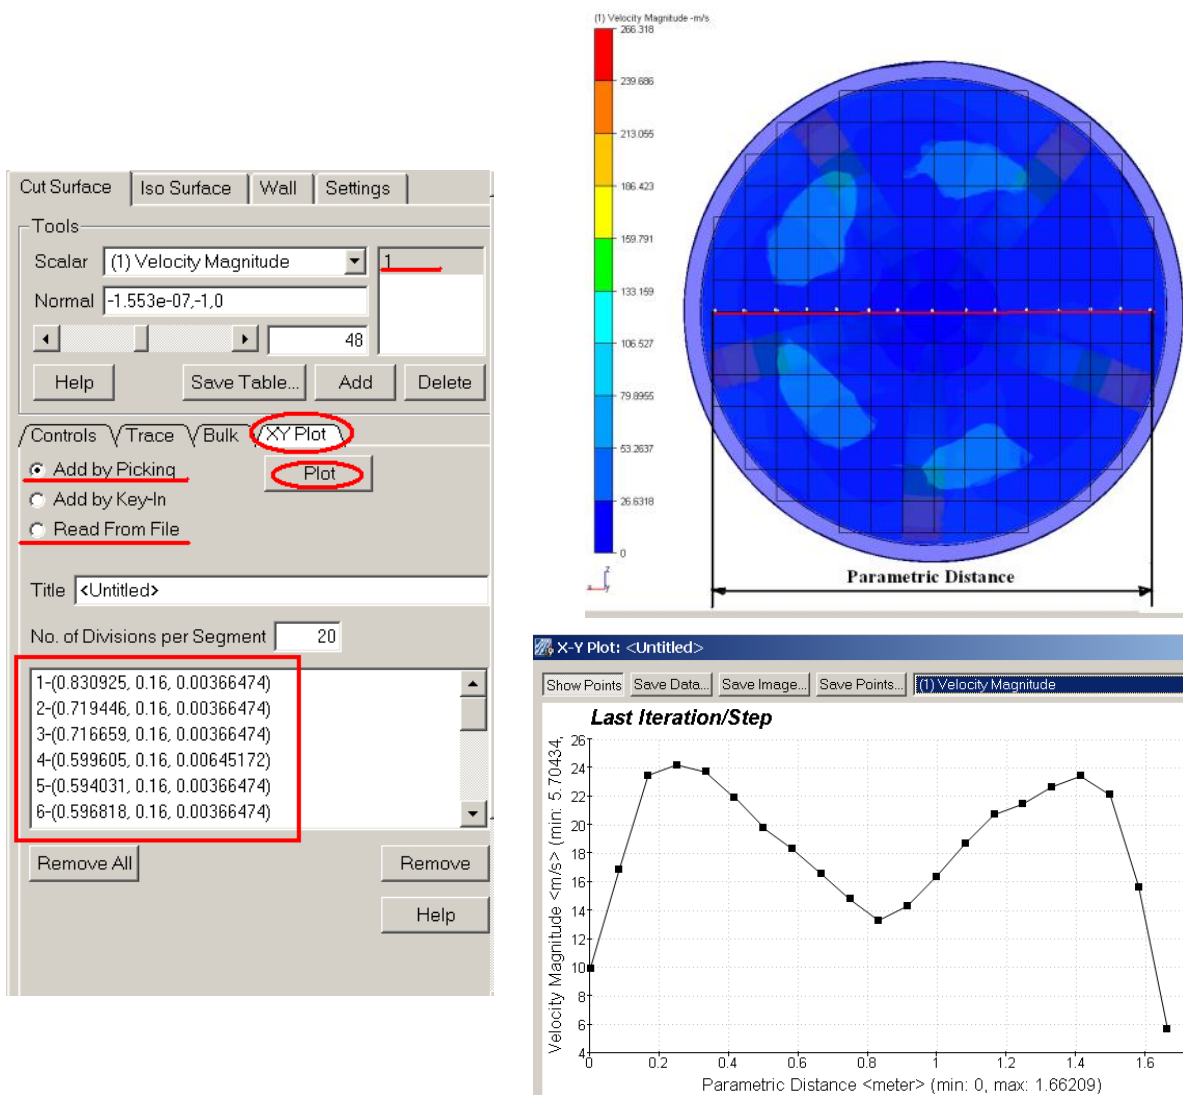 Cut Surface Iso Surface Wall Settings
Tools
Scalar (1) Velocity Magnitude 1
Normal -1.553e-07,-1,0
48
Help Save Table... Add Delete
Controls Trace Bulk XY Plot
Add by Picking Plot
Add by Key-In
Read From File
Title <Untitled>
No. of Divisions per Segment 20
1-(0.830925, 0.16, 0.00366474)
2-(0.719446, 0.16, 0.00366474)
3-(0.716659, 0.16, 0.00366474)
4-(0.599605, 0.16, 0.00645172)
5-(0.594031, 0.16, 0.00366474)
6-(0.596818, 0.16, 0.00366474)
Remove All Remove
Help
(1) Velocity Magnitude -m/s
266.318
239.686
213.055
186.423
159.791
133.159
106.527
79.8955
53.2637
26.6318
0
z
x y
Parametric Distance
X-Y Plot: <Untitled>
Show Points Save Data... Save Image... Save Points... (1) Velocity Magnitude
Last Iteration/Step
Velocity Magnitude <m/s> (min: 5.70434,
26
24
22
20
18
16
14
12
10
8
6
4
0 0.2 0.4 0.6 0.8 1 1.2 1.4 1.6
Parametric Distance <meter> (min: 0, max: 1.66209)